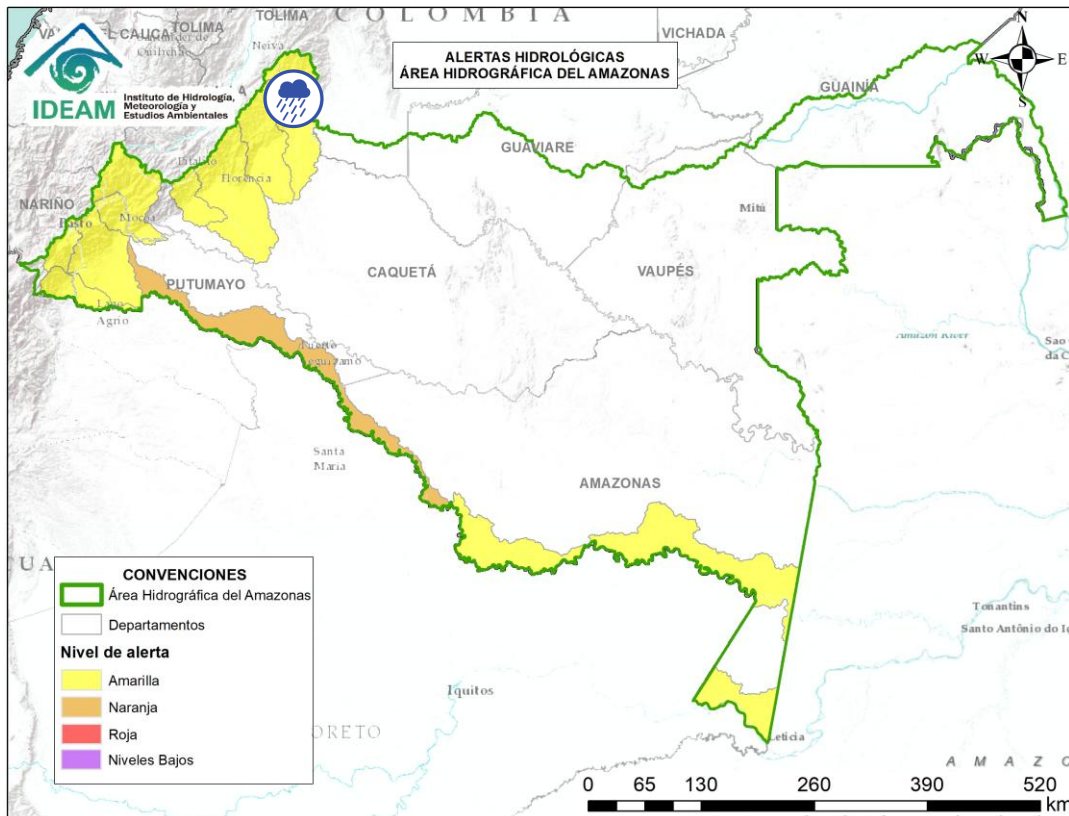 COLOMBIA
TOLIMA
TOLIMA
Neiva
VICHADA
N
W
E
S
IDEAM
Instituto de Hidrología,
Meteorología y
Estudios Ambientales
ALERTAS HIDROLÓGICAS
ÁREA HIDROGRÁFICA DEL AMAZONAS
GUAINÍA
GUAVIARE
Florencia
NARIÑO
Pasto
Mocoa
Mitú
CAQUETÁ
VAUPÉS
PUTUMAYO
Lago
Agrio
Amazon River
Puerto
Santa
María
AMAZONAS
CONVENCIONES
Área Hidrográfica del Amazonas
Departamentos
Nivel de alerta
Amarilla
Naranja
Roja
Niveles Bajos
Tonantins
Santo Antônio do
Iquitos
ORETO
Leticia
AMAZO
0 65 130 260 390 520
km